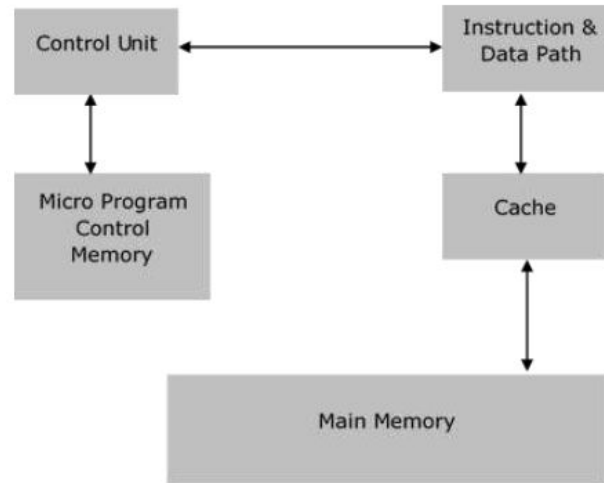 Control Unit
Instruction &
Data Path
Micro Program
Control
Memory
Cache
Main Memory